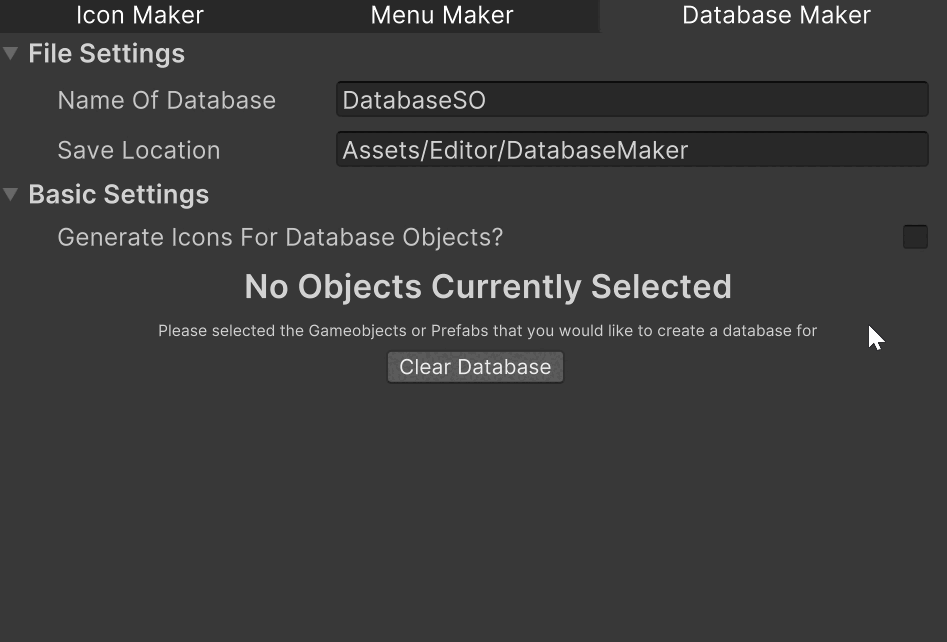 Icon Maker Menu Maker Database Maker
File Settings
Name Of Database DatabaseSO
Save Location Assets/Editor/DatabaseMaker
Basic Settings
Generate Icons For Database Objects?
No Objects Currently Selected
Please selected the Gameobjects or Prefabs that you would like to create a database for
Clear Database